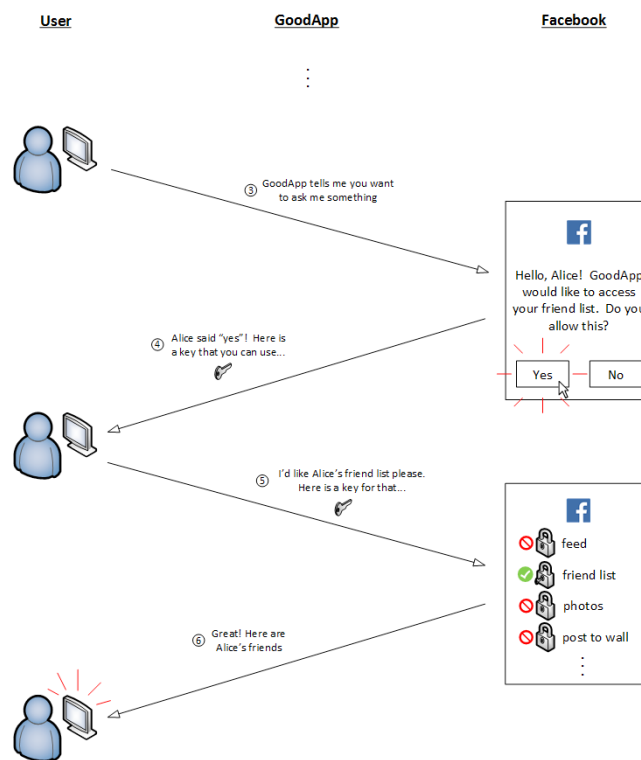 User
GoodApp
Facebook
③ GoodApp tells me you want
to ask me something
f
Hello, Alice!  GoodApp
would like to access
your friend list.  Do you
allow this?
Yes
No
④ Alice said “yes”!  Here is
a key that you can use...
⑤ I’d like Alice’s friend list please.
Here is a key for that...
f
feed
friend list
photos
post to wall
⑥ Great! Here are
Alice’s friends